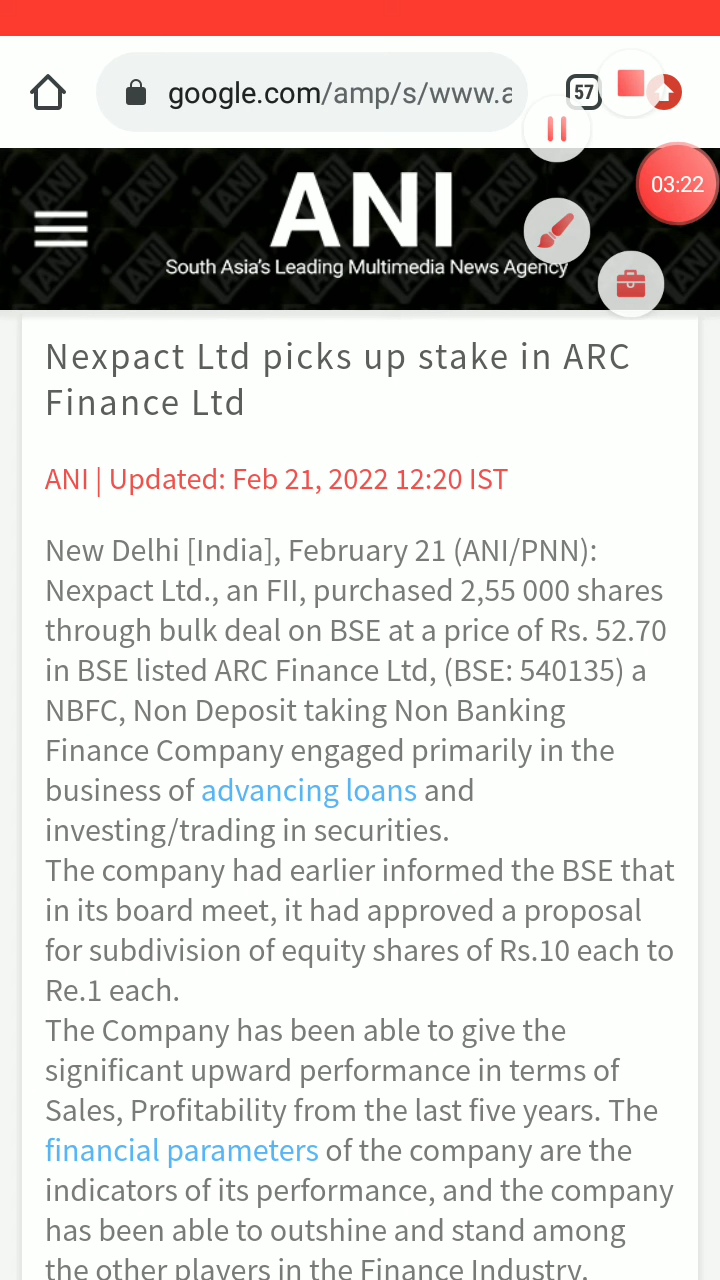 google.com/amp/s/www.a
57
03:22
ANI
South Asia's Leading Multimedia News Agency
Nexpact Ltd picks up stake in ARC
Finance Ltd
ANI | Updated: Feb 21, 2022 12:20 IST
New Delhi [India], February 21 (ANI/PNN):
Nexpact Ltd., an FII, purchased 2,55 000 shares
through bulk deal on BSE at a price of Rs. 52.70
in BSE listed ARC Finance Ltd, (BSE: 540135) a
NBFC, Non Deposit taking Non Banking
Finance Company engaged primarily in the
business of advancing loans and
investing/trading in securities.
The company had earlier informed the BSE that
in its board meet, it had approved a proposal
for subdivision of equity shares of Rs.10 each to
Re.1 each.
The Company has been able to give the
significant upward performance in terms of
Sales, Profitability from the last five years. The
financial parameters of the company are the
indicators of its performance, and the company
has been able to outshine and stand among
the other players in the Finance Industry.